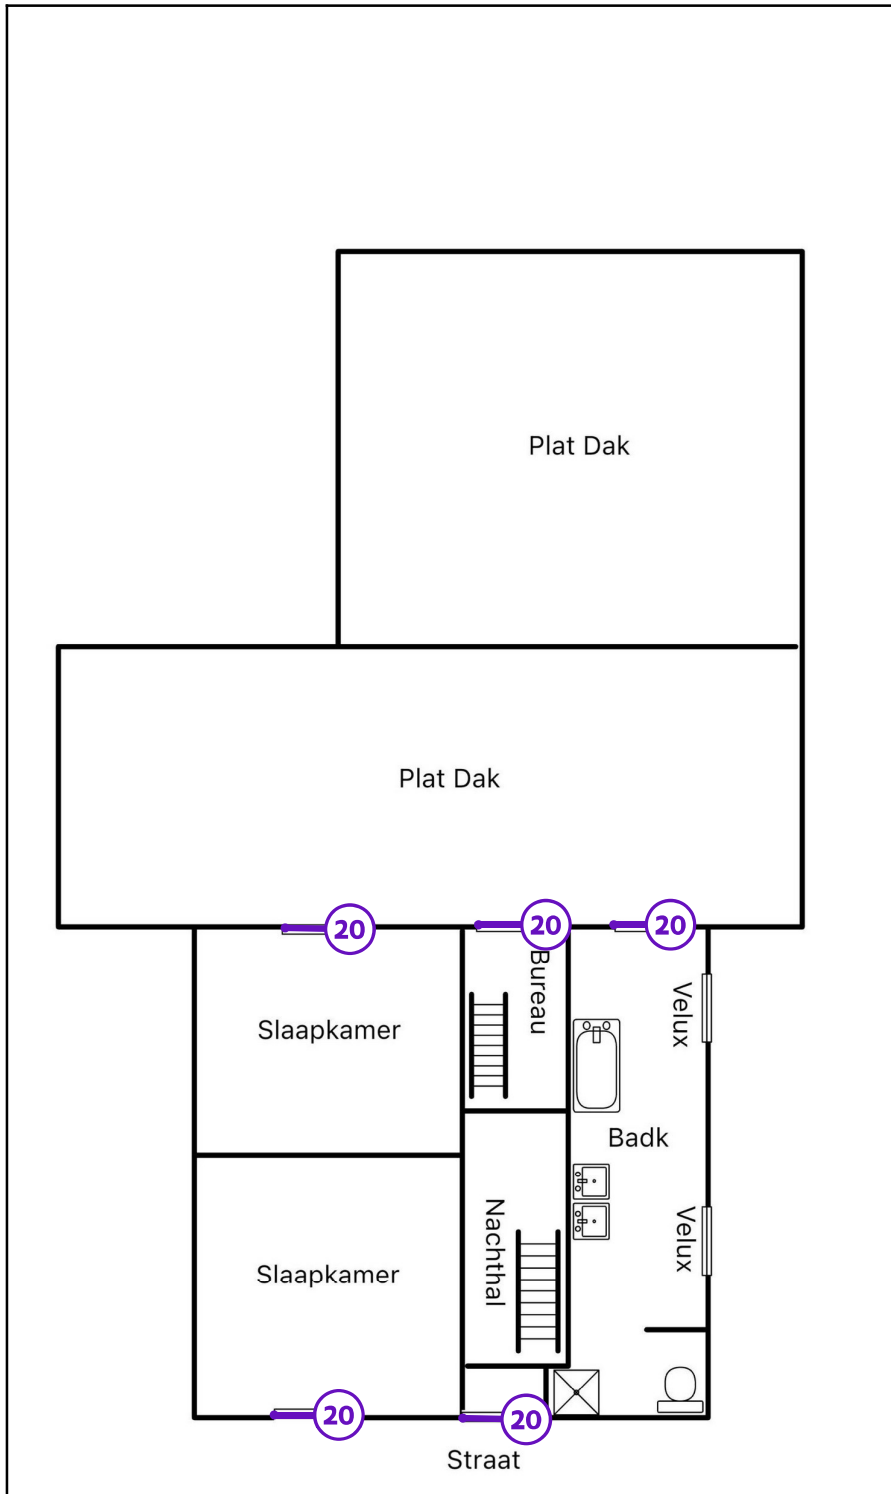 Plat Dak
Plat Dak
20
20
20
Bureau
Velux
Slaapkamer
Badk
Nachthal
Velux
Slaapkamer
20
20
Straat